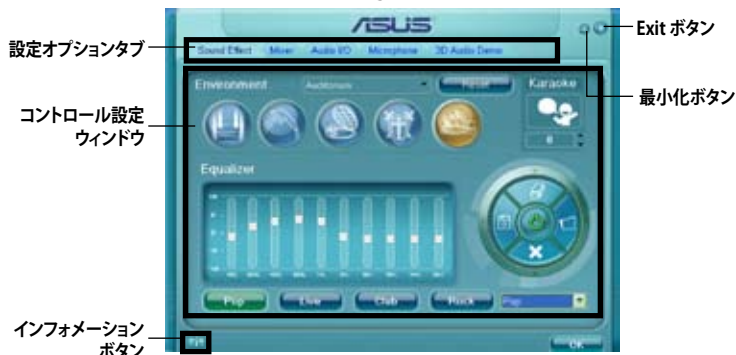 ASUS
Exit ボタン
設定オプションタブ
Sound Effect Mixer Audio I/O Microphone 3D Audio Demo
最小化ボタン
Environment Auditorium Reset Karaoke
コントロール設定
ウィンドウ
0
Equalizer
Pop Live Club Rock Pop
インフォメーション
ボタン
OK